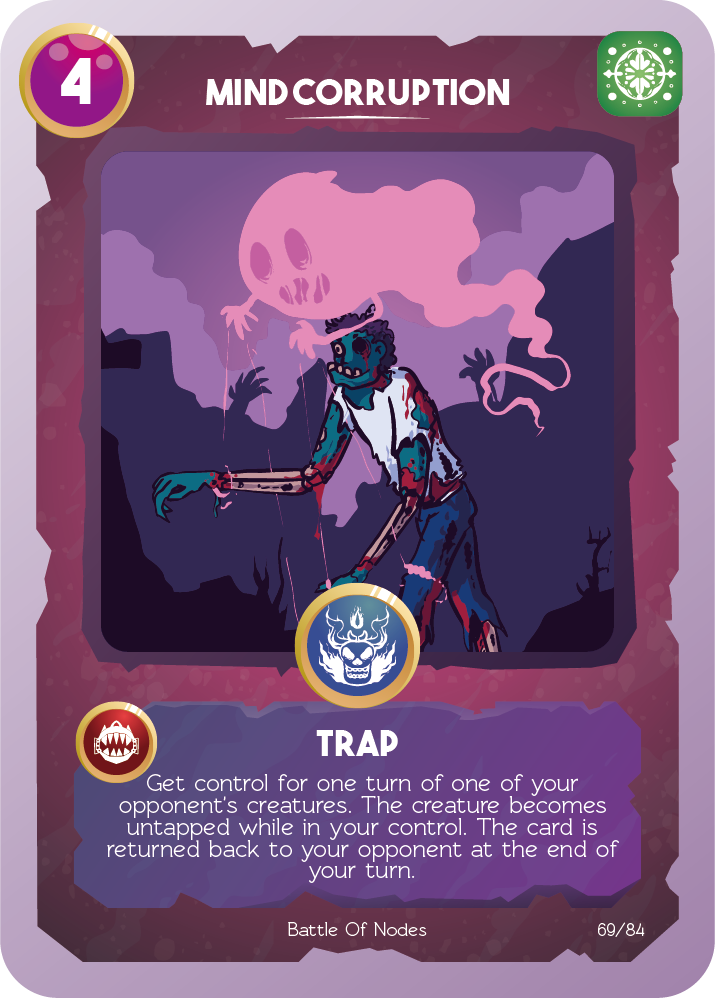 4
MIND CORRUPTION
TRAP
Get control for one turn of one of your
opponent's creatures. The creature becomes
untapped while in your control. The card is
returned back to your opponent at the end of
your turn.
Battle Of Nodes
69/84